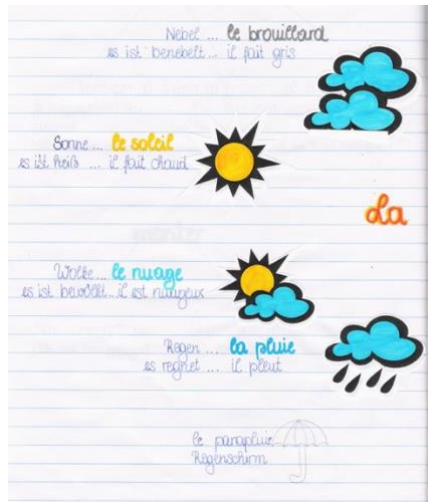 Nebel ... le brouillard
es ist benebelt... il fait gris
Sonne ... le soleil
es ist heiß ... il fait chaud
La
Wolke ... le nuage
es ist bewölkt...il est nuageux
Regen ... la pluie
es regnet ... il pleut
le parapluie
Regenschirm